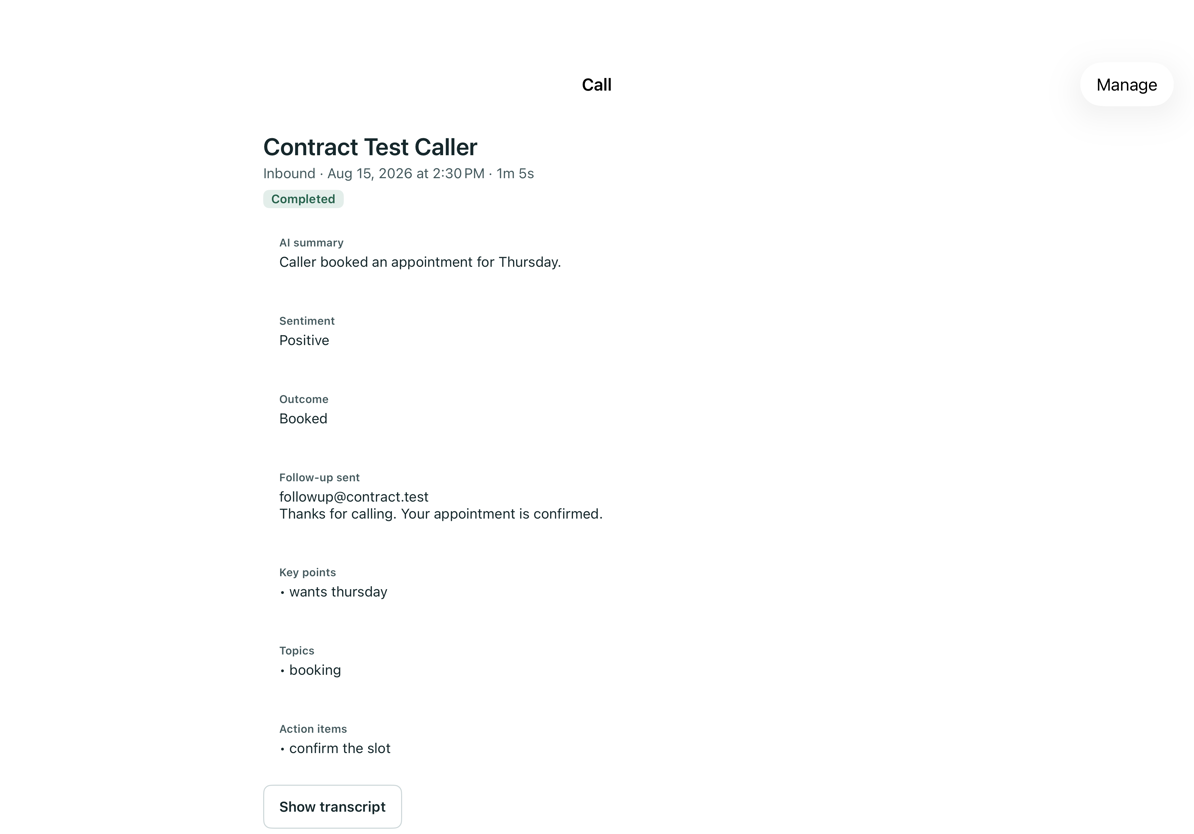 Call
Manage
Contract Test Caller
Inbound · Aug 15, 2026 at 2:30 PM · 1m 5s
Completed
AI summary
Caller booked an appointment for Thursday.
Sentiment
Positive
Outcome
Booked
Follow-up sent
followup@contract.test
Thanks for calling. Your appointment is confirmed.
Key points
• wants thursday
Topics
• booking
Action items
• confirm the slot
Show transcript